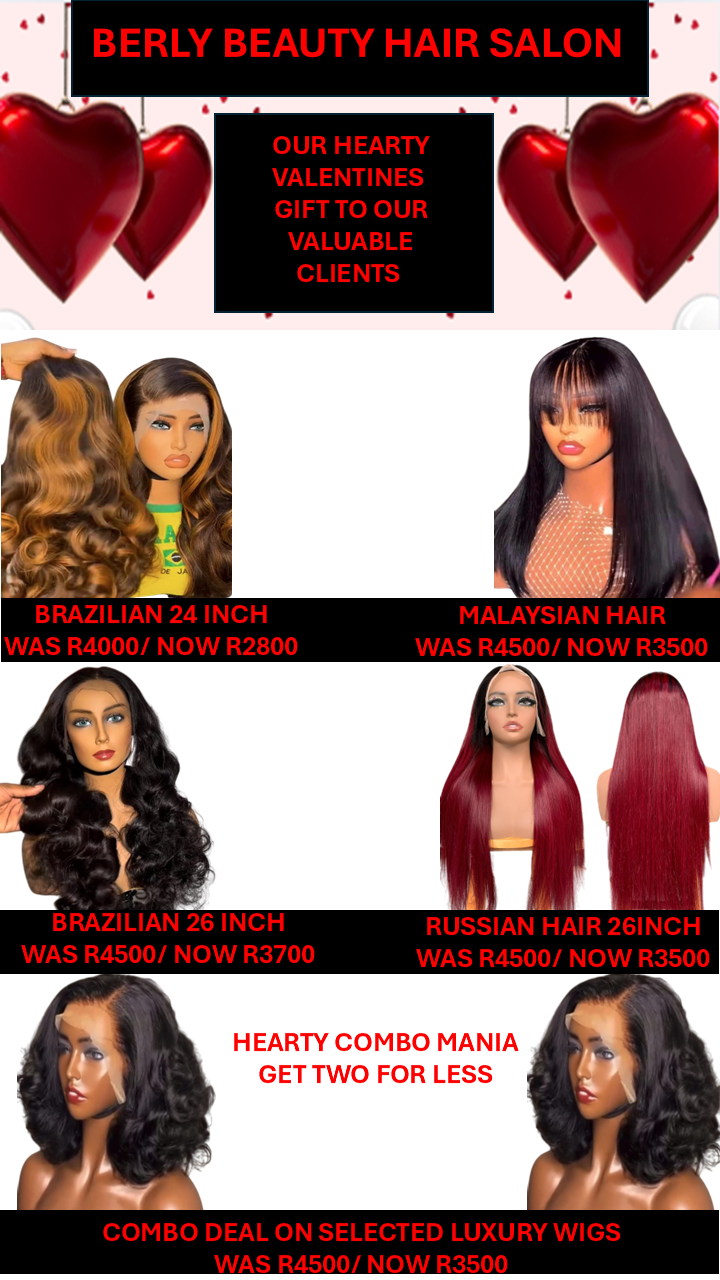 BERLY BEAUTY HAIR SALON
OUR HEARTY
VALENTINES
GIFT TO OUR
VALUABLE
CLIENTS
BRAZILIAN 24 INCH
WAS R4000/ NOW R2800
MALAYSIAN HAIR
WAS R4500/ NOW R3500
BRAZILIAN 26 INCH
WAS R4500/ NOW R3700
RUSSIAN HAIR 26INCH
WAS R4500/ NOW R3500
HEARTY COMBO MANIA
GET TWO FOR LESS
COMBO DEAL ON SELECTED LUXURY WIGS
WAS R4500/ NOW R3500